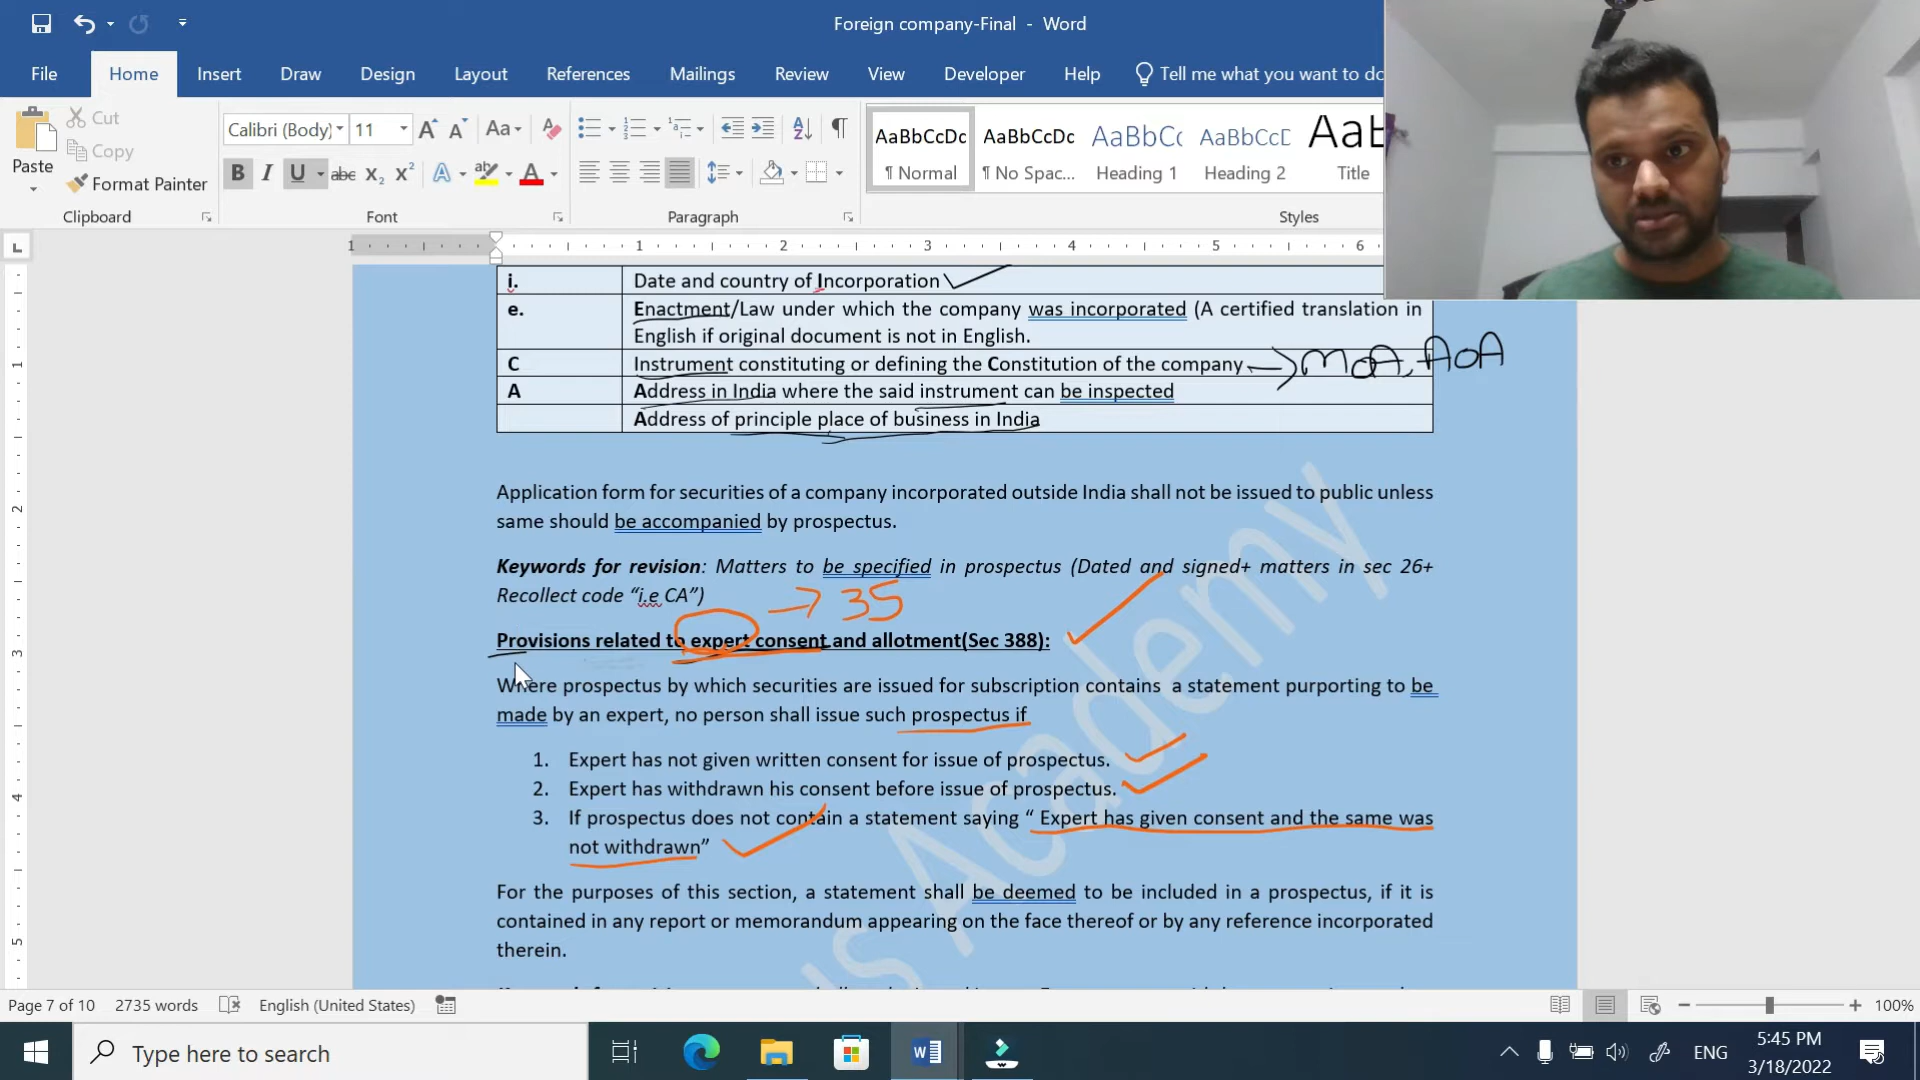 Foreign company-Final - Word
File Home Insert Draw Design Layout References Mailings Review View Developer Help Tell me what you want to do
Cut
Copy
Paste
Format Painter
Clipboard
Calibri (Body) 11
Aa
B I U abc x₂ x² A A
Font
Paragraph
AaBbCcDc AaBbCcDc AaBbCc AaBbCcD AaB
¶ Normal ¶ No Spac... Heading 1 Heading 2 Title
Styles
1 1 2 3 4 5 6
i. Date and country of Incorporation
e. Enactment/Law under which the company was incorporated (A certified translation in
English if original document is not in English.
C Instrument constituting or defining the Constitution of the company MOA, AOA
A Address in India where the said instrument can be inspected
Address of principle place of business in India
Application form for securities of a company incorporated outside India shall not be issued to public unless
same should be accompanied by prospectus.
Keywords for revision: Matters to be specified in prospectus (Dated and signed+ matters in sec 26+
Recollect code “i.e CA”)
35
Provisions related to expert consent and allotment(Sec 388):
Where prospectus by which securities are issued for subscription contains a statement purporting to be
made by an expert, no person shall issue such prospectus if
1. Expert has not given written consent for issue of prospectus.
2. Expert has withdrawn his consent before issue of prospectus.
3. If prospectus does not contain a statement saying “ Expert has given consent and the same was
not withdrawn”
For the purposes of this section, a statement shall be deemed to be included in a prospectus, if it is
contained in any report or memorandum appearing on the face thereof or by any reference incorporated
therein.
s Academy
Page 7 of 10 2735 words English (United States) 100%
Type here to search
ENG
5:45 PM
3/18/2022